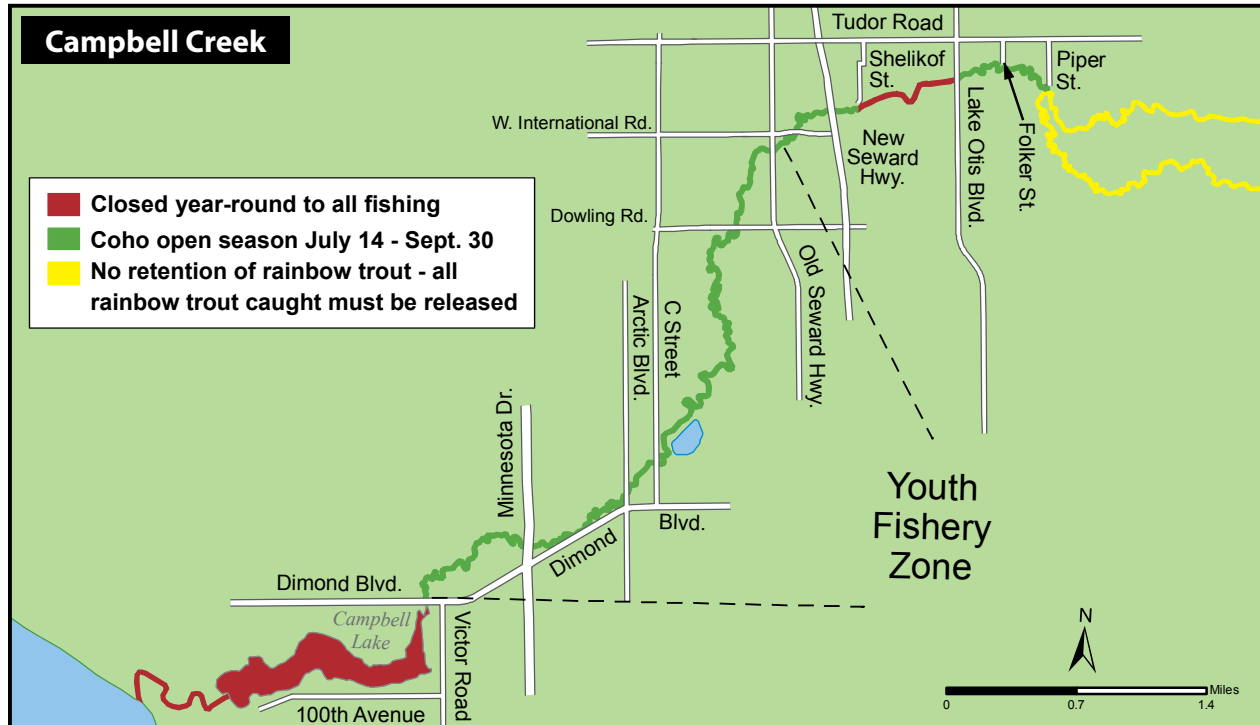 Campbell Creek
Tudor Road
Shelikof
St.
Piper
St.
W. International Rd.
New
Seward
Hwy.
Lake Otis Blvd.
Folker St.
Closed year-round to all fishing
Coho open season July 14 - Sept. 30
No retention of rainbow trout - all
rainbow trout caught must be released
Dowling Rd.
Old Seward Hwy.
Arctic Blvd.
C Street
Minnesota Dr.
Youth
Fishery
Zone
Blvd.
Dimond
Dimond Blvd.
Campbell
Lake
Victor Road
100th Avenue
N
Miles
0
0.7
1.4